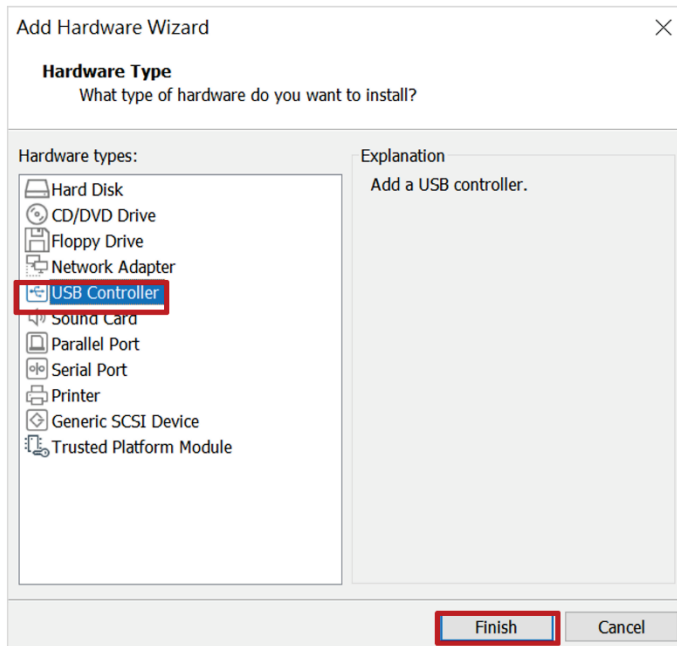 Add Hardware Wizard
Hardware Type
What type of hardware do you want to install?
Hardware types:
Hard Disk
CD/DVD Drive
Floppy Drive
Network Adapter
USB Controller
Sound Card
Parallel Port
Serial Port
Printer
Generic SCSI Device
Trusted Platform Module
Explanation
Add a USB controller.
Finish
Cancel